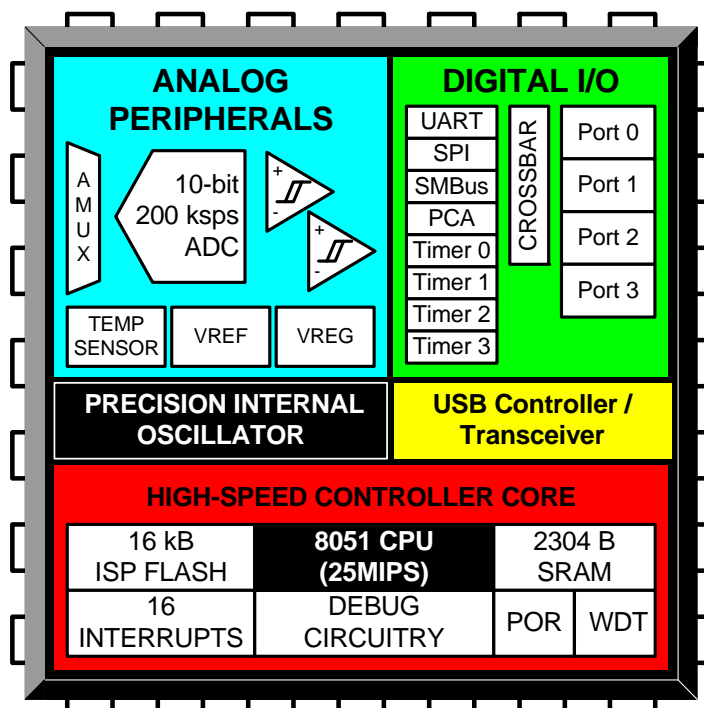 ANALOG
PERIPHERALS
A
M
U
X
10-bit
200 ksps
ADC
+
-
+
-
TEMP
SENSOR
VREF
VREG
DIGITAL I/O
UART
SPI
SMBus
PCA
Timer 0
Timer 1
Timer 2
Timer 3
CROSSBAR
Port 0
Port 1
Port 2
Port 3
PRECISION INTERNAL
OSCILLATOR
USB Controller /
Transceiver
HIGH-SPEED CONTROLLER CORE
16 kB
ISP FLASH
8051 CPU
(25MIPS)
2304 B
SRAM
16
INTERRUPTS
DEBUG
CIRCUITRY
POR
WDT